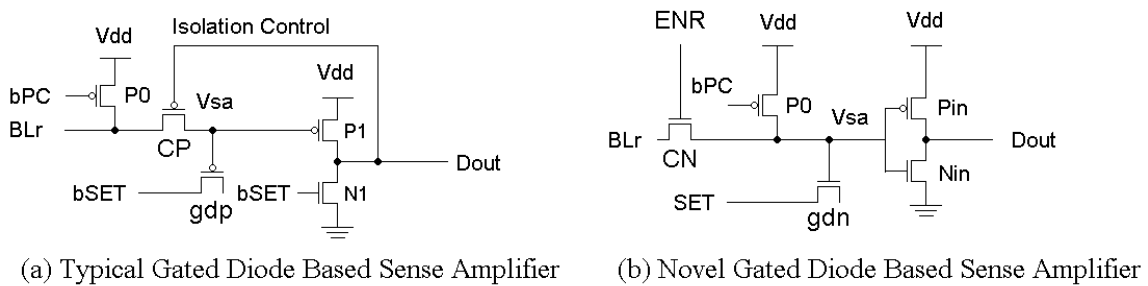 Isolation Control
Vdd
Vdd
bPC
P0
Vsa
BLr
CP
P1
Dout
bSET
gdp
bSET
N1
(a) Typical Gated Diode Based Sense Amplifier
ENR
Vdd
Vdd
bPC
P0
Vsa
Pin
BLr
CN
Dout
Nin
SET
gdn
(b) Novel Gated Diode Based Sense Amplifier